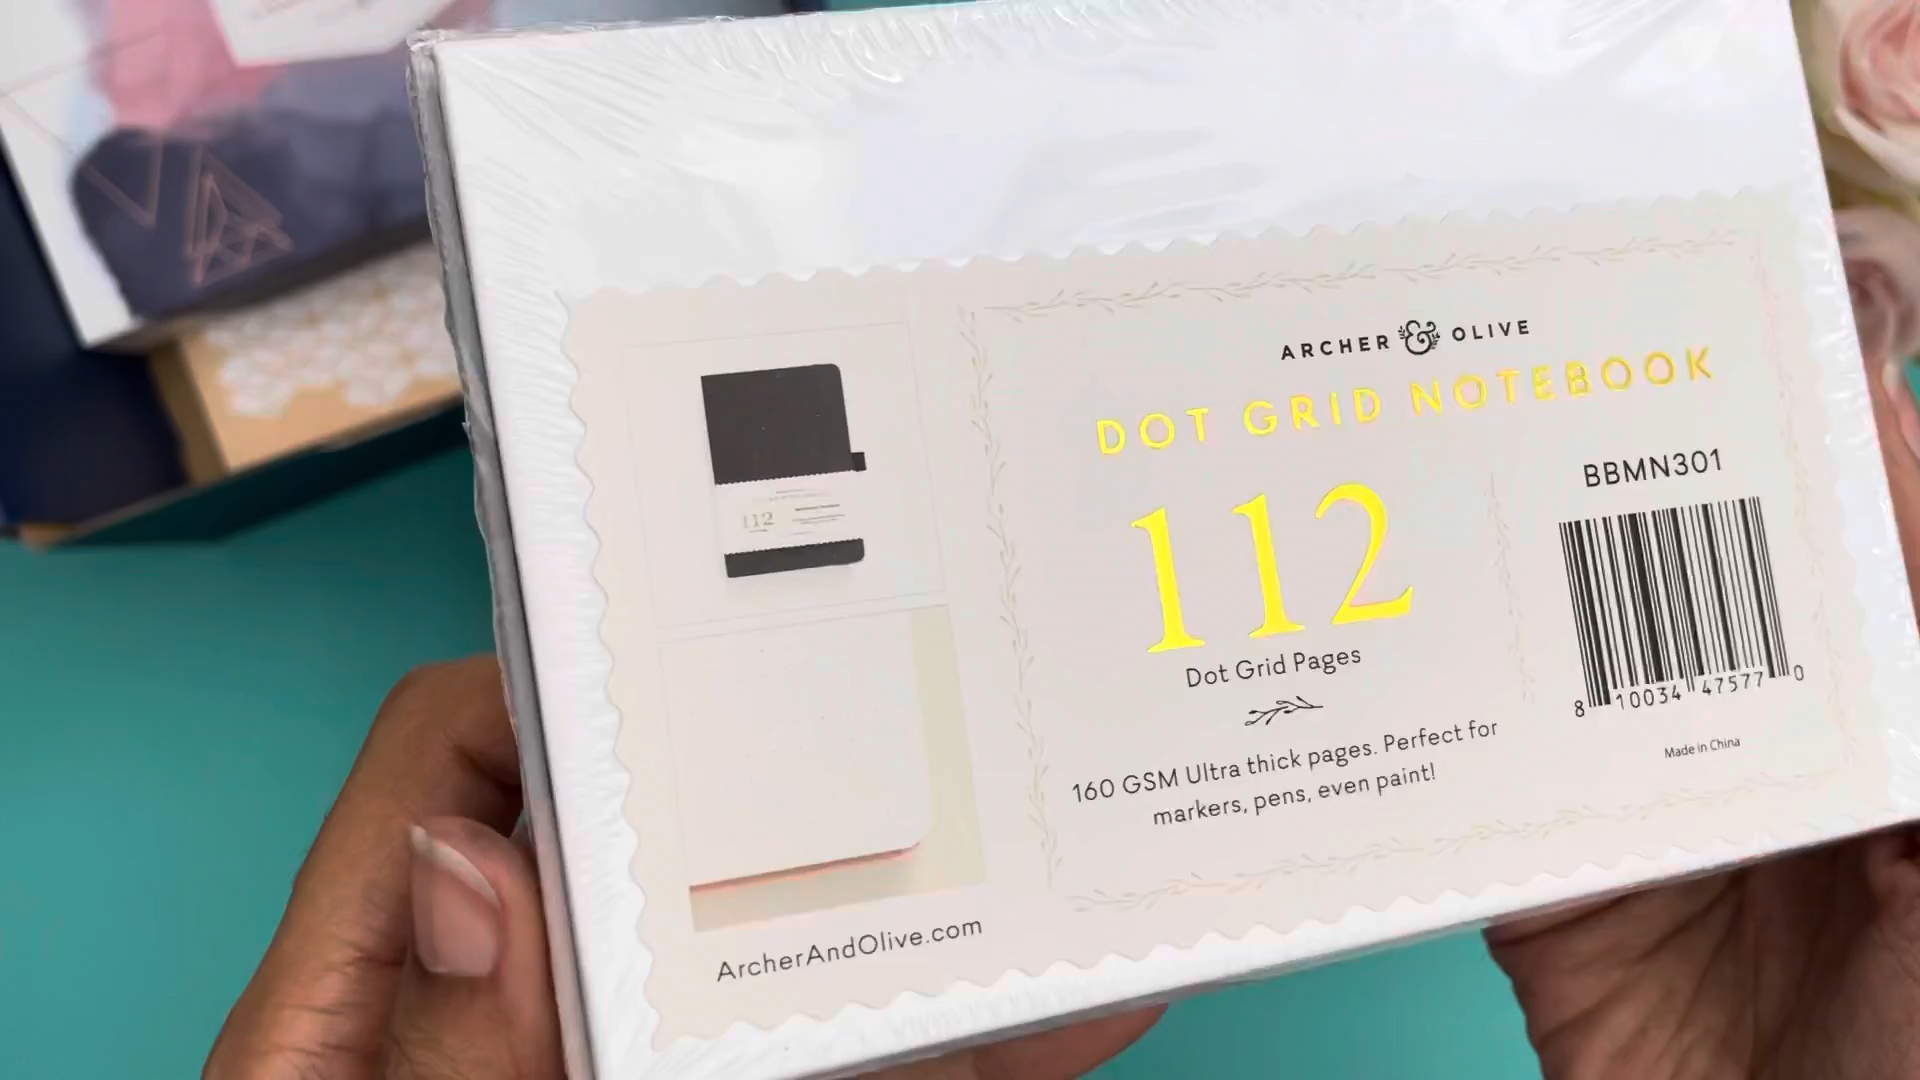 ARCHER & OLIVE
DOT GRID NOTEBOOK
112
Dot Grid Pages
160 GSM Ultra thick pages. Perfect for
markers, pens, even paint!
BBMN301
8 10034 47577 0
Made in China
112
ArcherAndOlive.com